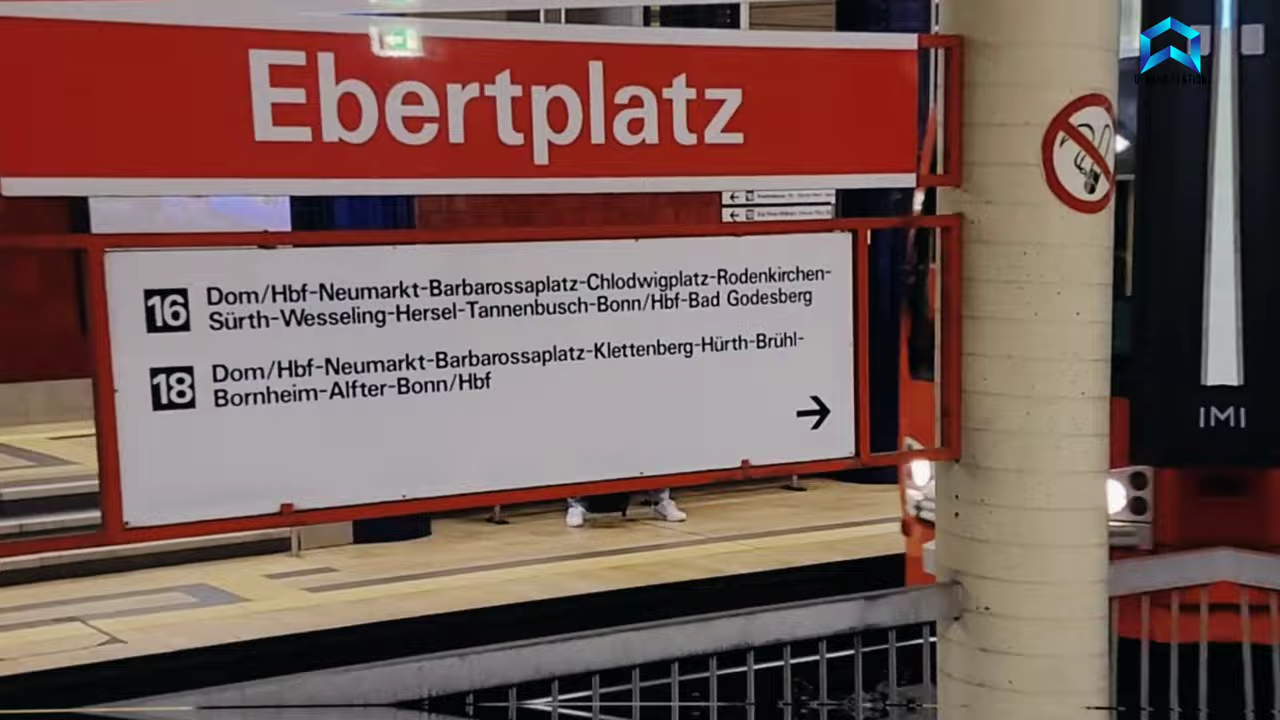 Ebertplatz
16 Dom/Hbf-Neumarkt-Barbarossaplatz-Chlodwigplatz-Rodenkirchen-
Sürth-Wesseling-Hersel-Tannenbusch-Bonn/Hbf-Bad Godesberg
18 Dom/Hbf-Neumarkt-Barbarossaplatz-Klettenberg-Hürth-Brühl-
Bornheim-Alfter-Bonn/Hbf
IMI